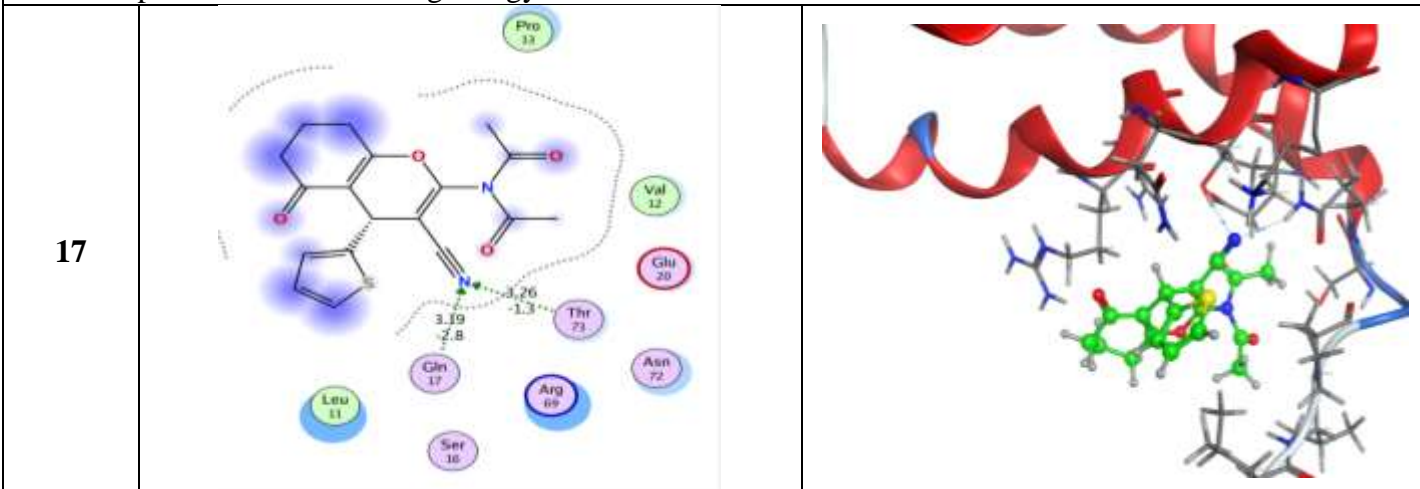 17
Pro
13
O
O
N
Val
12
O
O
Glu
20
S
N
3.26
-1.3
Thr
73
3.19
-2.8
Gln
17
Asn
72
Arg
69
Leu
11
Ser
16